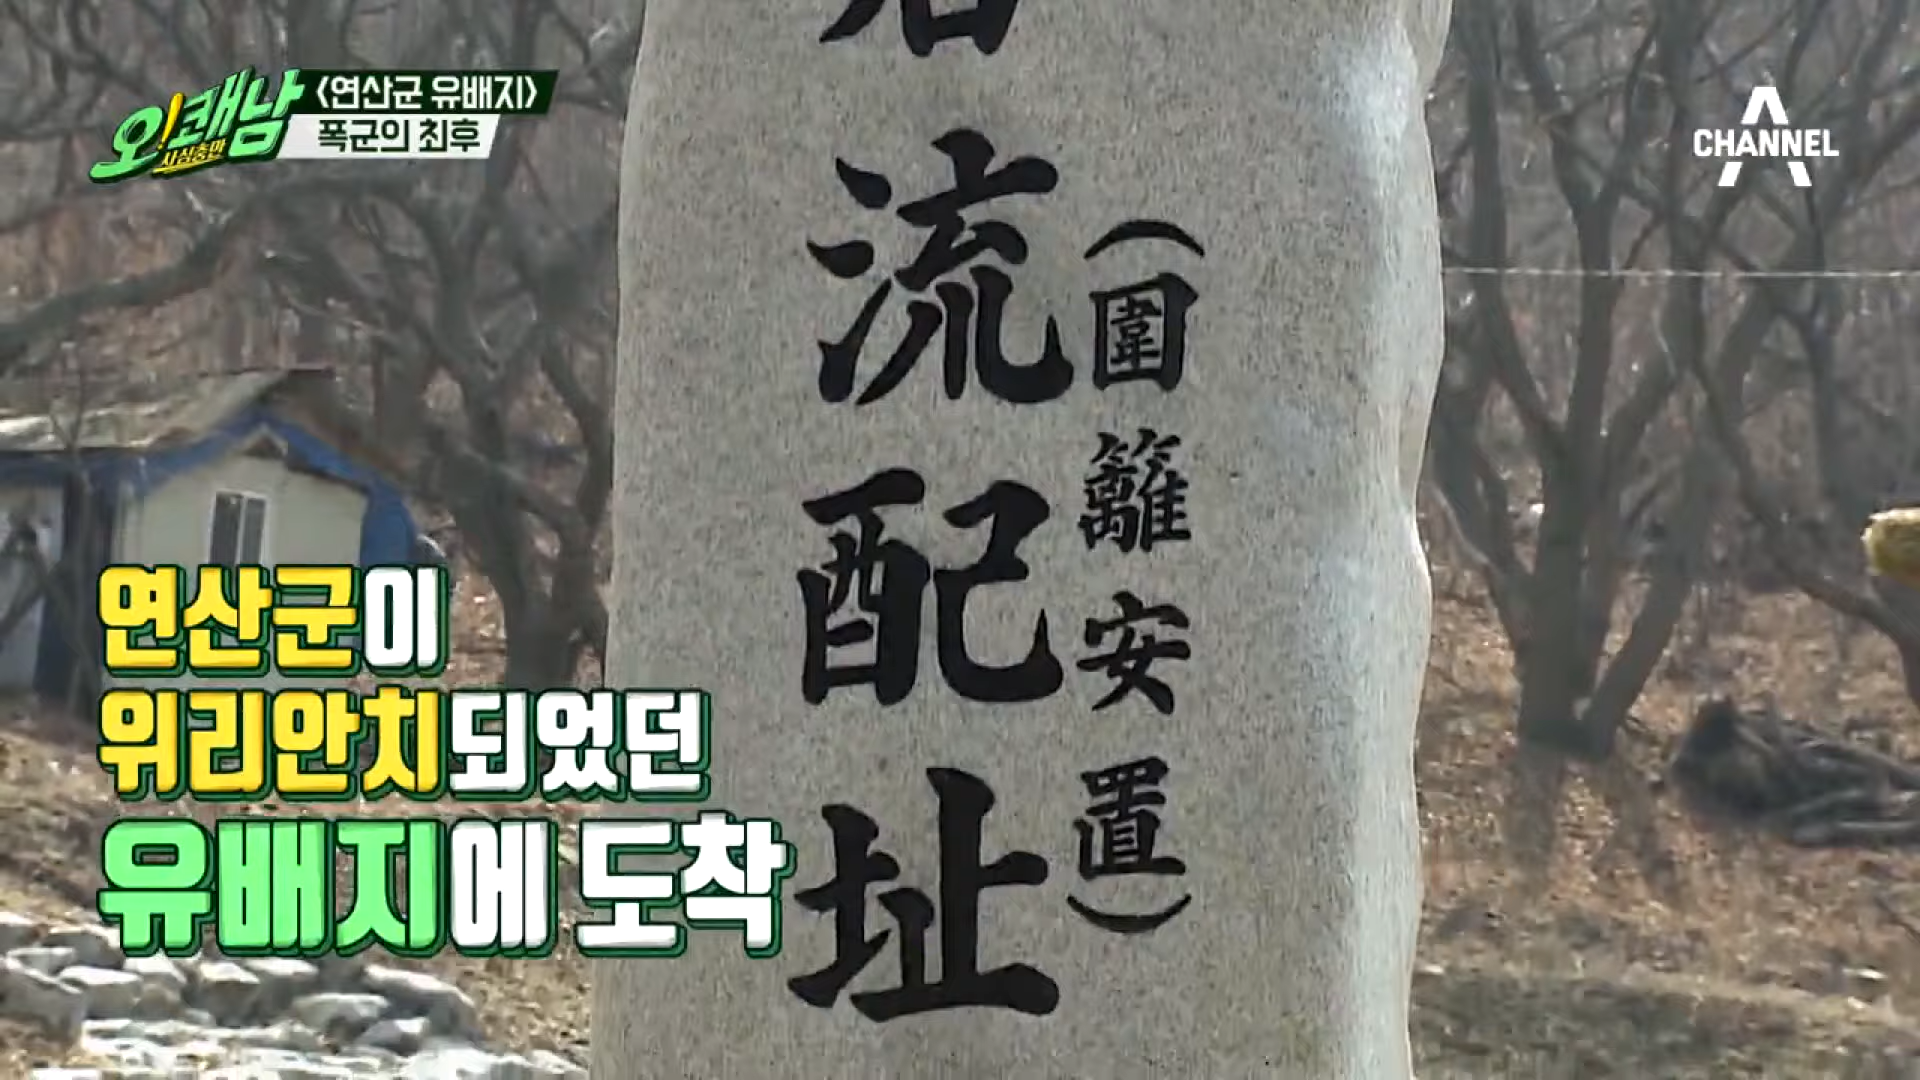 오!쾌남
사심충만
<연산군 유배지>
폭군의 최후
CHANNEL A
流配址
(圍籬安置)
연산군이
위리안치되었던
유배지에 도착